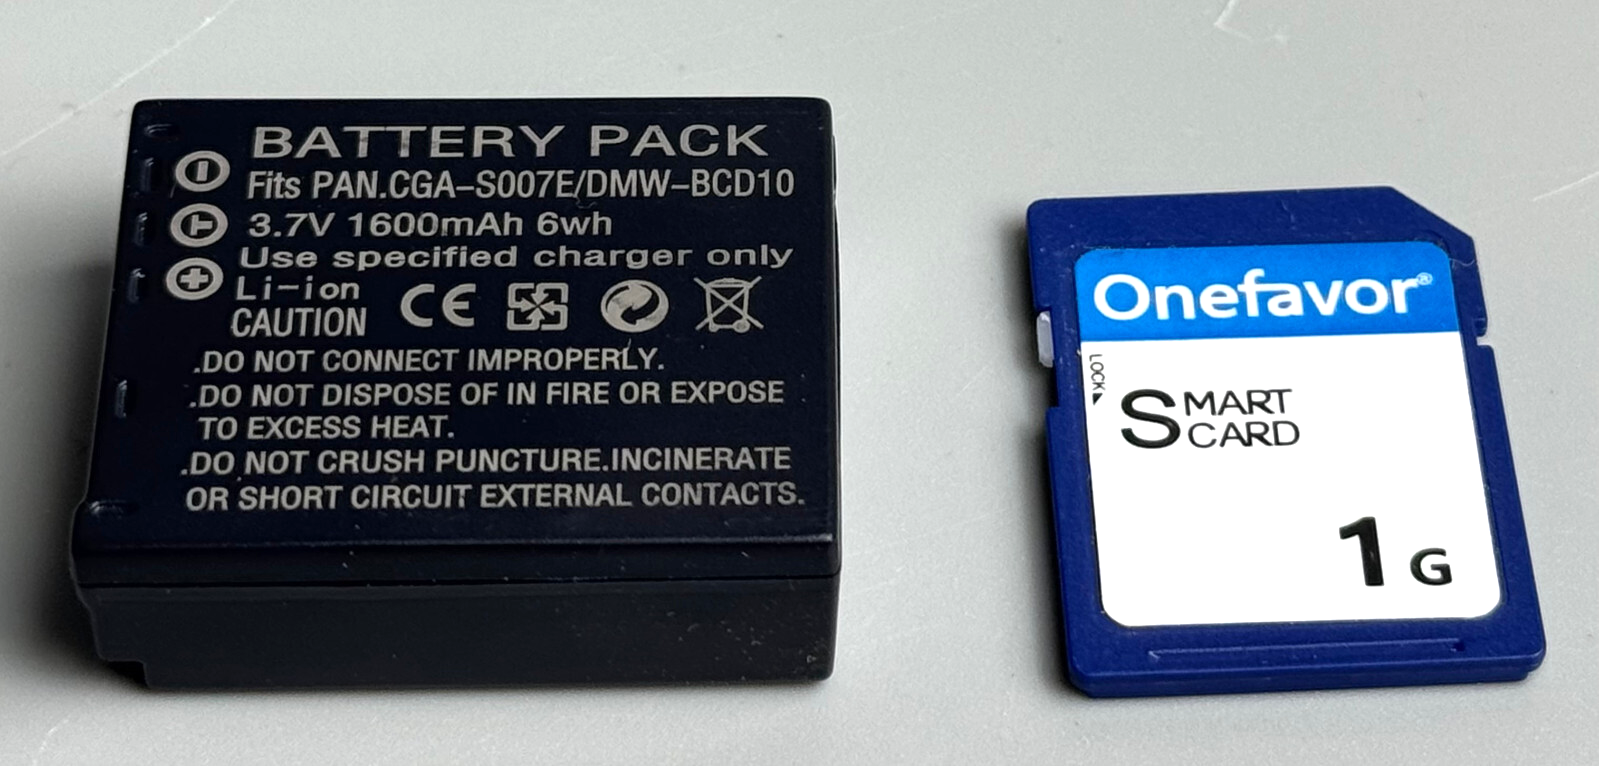 BATTERY PACK
Fits PAN.CGA-S007E/DMW-BCD10
3.7V 1600mAh 6wh
Use specified charger only
Li-ion
CAUTION
CE
.DO NOT CONNECT IMPROPERLY.
.DO NOT DISPOSE OF IN FIRE OR EXPOSE
TO EXCESS HEAT.
.DO NOT CRUSH PUNCTURE.INCINERATE
OR SHORT CIRCUIT EXTERNAL CONTACTS.
Onefavor®
LOCK
SMART
CARD
1 G